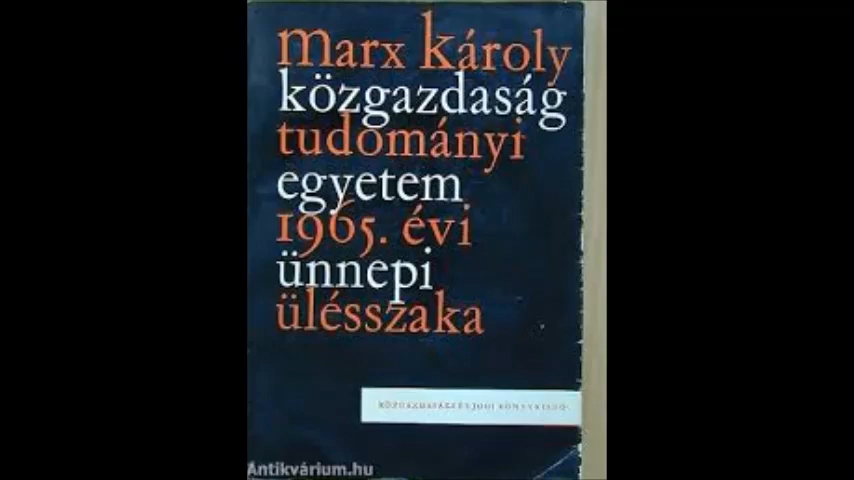 marx károly
közgazdaság
tudományi
egyetem
1965. évi
ünnepi
ülésszaka
KÖZGAZDASÁGI ÉS JOGI KÖNYVKIADÓ
Antikvárium.hu